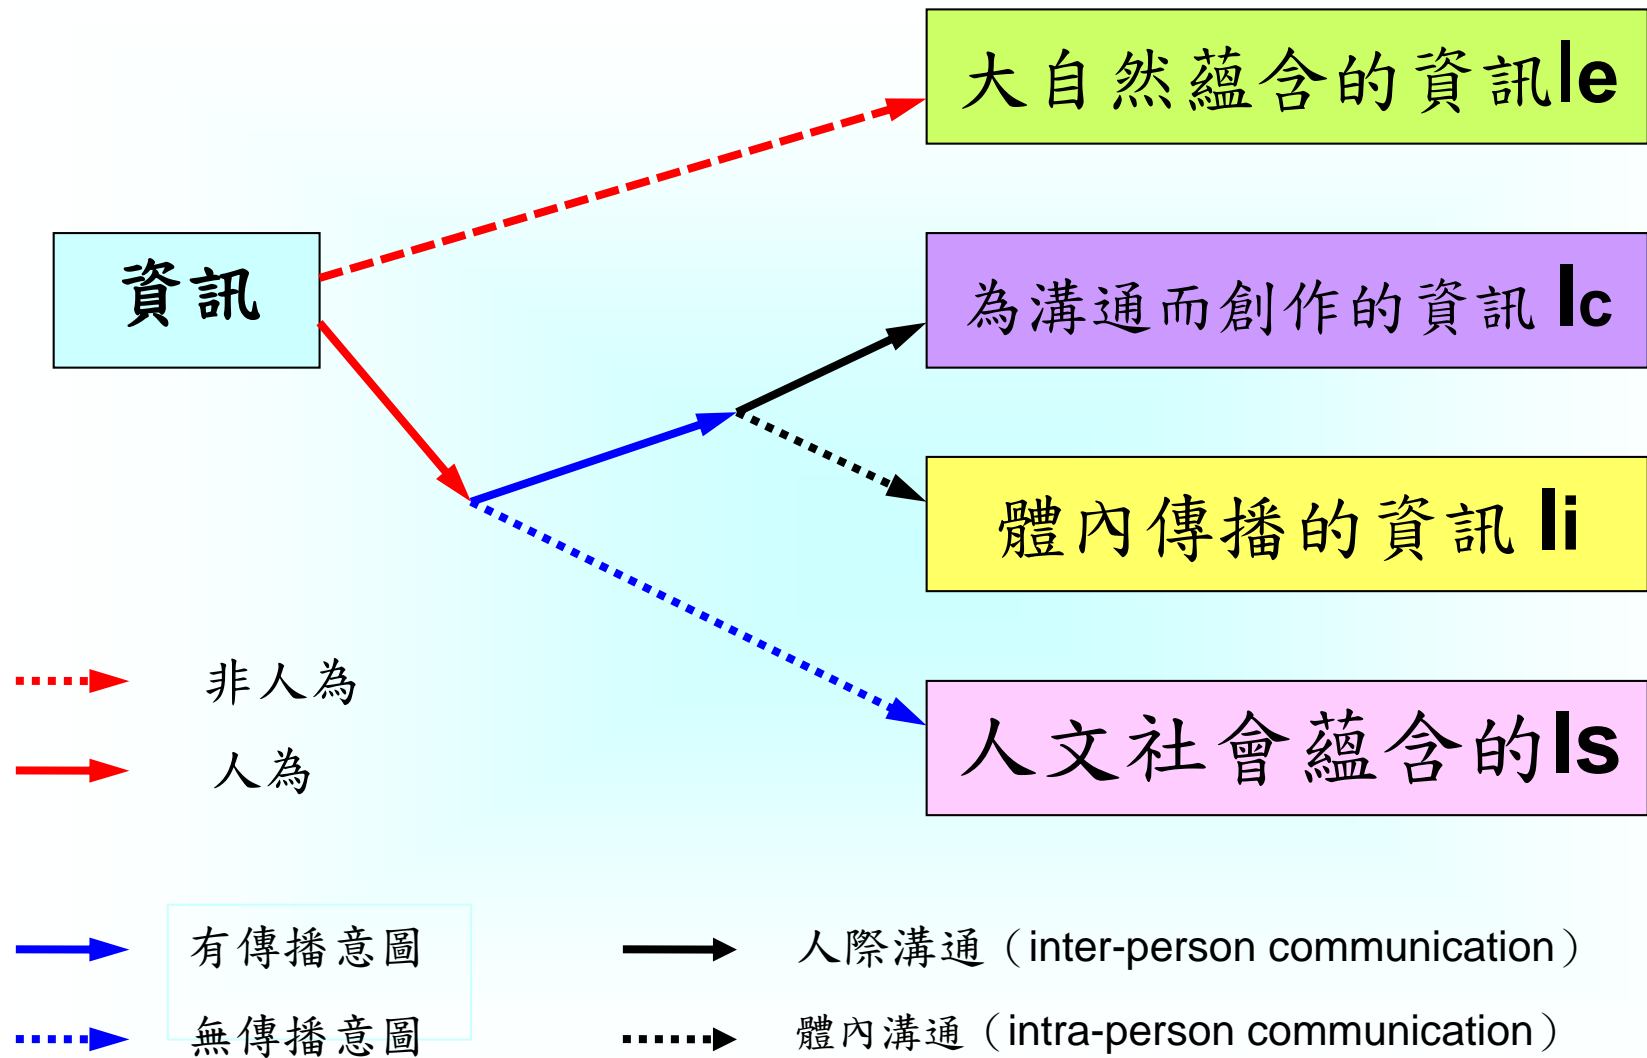 大自然蘊含的資訊Ie
資訊
為溝通而創作的資訊 Ic
體內傳播的資訊 Ii
人文社會蘊含的Is
非人為
人為
有傳播意圖
人際溝通（inter-person communication）
無傳播意圖
體內溝通（intra-person communication）